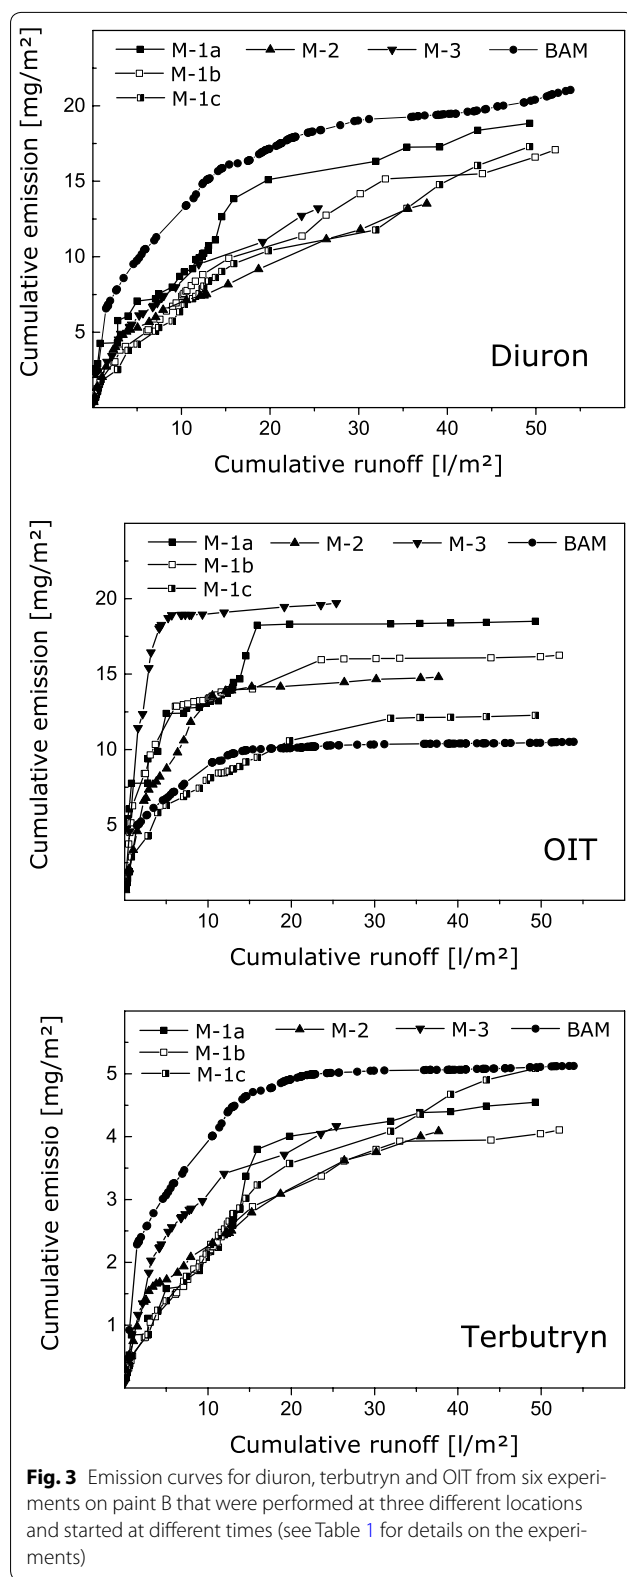 M-1a M-2 M-3 BAM
M-1b
M-1c
Cumulative emission [mg/m²]
20
15
10
5
Diuron
10 20 30 40 50
Cumulative runoff [l/m²]
M-1a M-2 M-3 BAM
M-1b
M-1c
Cumulative emission [mg/m²]
20
15
10
5
OIT
10 20 30 40 50
Cumulative runoff [l/m²]
M-1a M-2 M-3 BAM
M-1b
M-1c
Cumulative emissio [mg/m²]
5
4
3
2
1
Terbutryn
10 20 30 40 50
Cumulative runoff [l/m²]
Fig. 3 Emission curves for diuron, terbutryn and OIT from six experi-
ments on paint B that were performed at three different locations
and started at different times (see Table 1 for details on the experi-
ments)